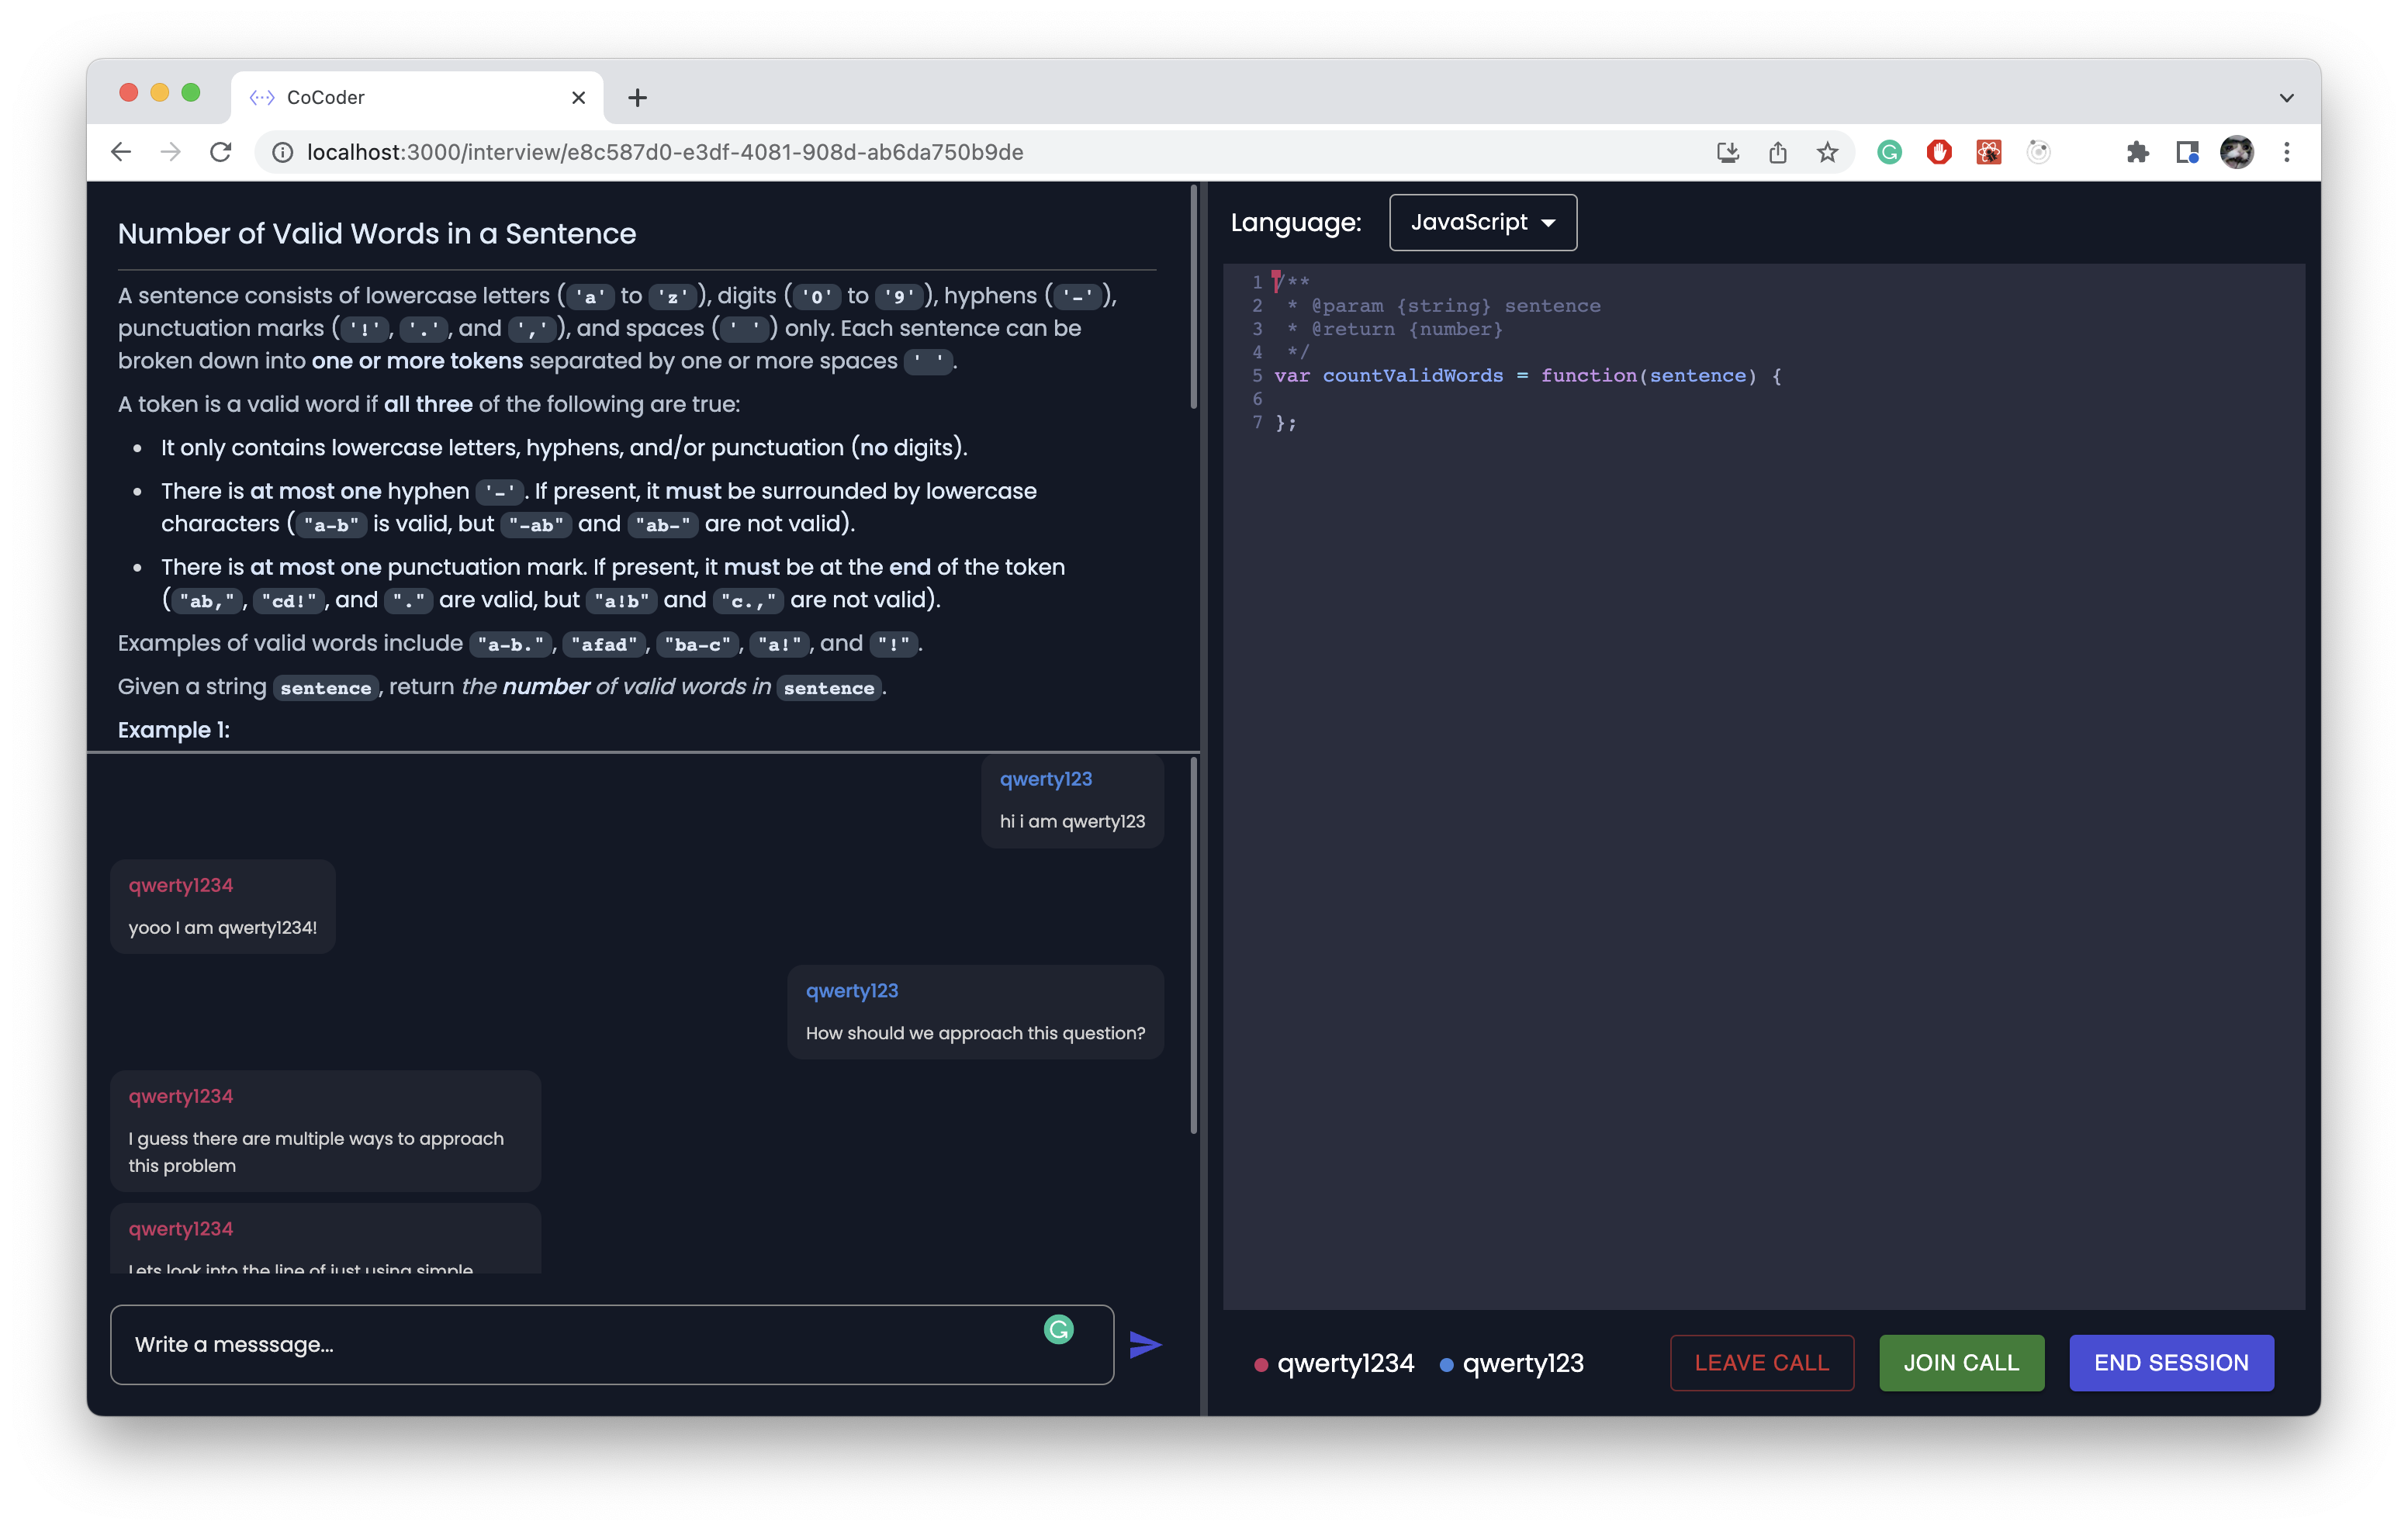 CoCoder
localhost:3000/interview/e8c587d0-e3df-4081-908d-ab6da750b9de
Number of Valid Words in a Sentence
A sentence consists of lowercase letters ('a' to 'z'), digits ('0' to '9'), hyphens ('-'),
punctuation marks ('!', '.', and ','), and spaces (' ') only. Each sentence can be
broken down into one or more tokens separated by one or more spaces ' '.
A token is a valid word if all three of the following are true:
• It only contains lowercase letters, hyphens, and/or punctuation (no digits).
• There is at most one hyphen '-'. If present, it must be surrounded by lowercase
characters ("a-b" is valid, but "-ab" and "ab-" are not valid).
• There is at most one punctuation mark. If present, it must be at the end of the token
("ab,", "cd!", and "." are valid, but "a!b" and "c.," are not valid).
Examples of valid words include "a-b.", "afad", "ba-c", "a!", and "!".
Given a string sentence, return the number of valid words in sentence.
Example 1:
qwerty123
hi i am qwerty123
qwerty1234
yooo I am qwerty1234!
qwerty123
How should we approach this question?
qwerty1234
I guess there are multiple ways to approach
this problem
qwerty1234
Lets look into the line of just using simple
Write a messsage...
Language:
JavaScript
1 /**
2 * @param {string} sentence
3 * @return {number}
4 */
5 var countValidWords = function(sentence) {
6
7 };
qwerty1234 qwerty123
LEAVE CALL
JOIN CALL
END SESSION